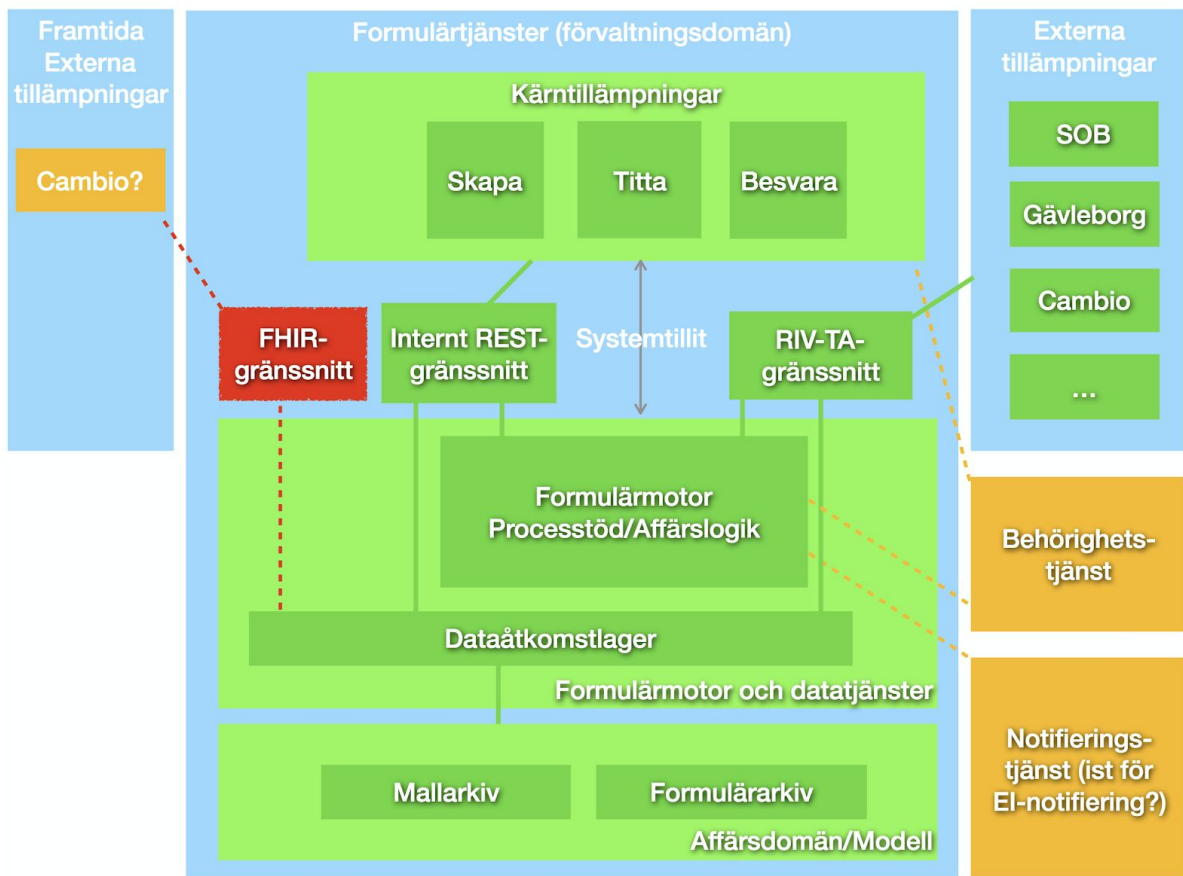 Framtida
Externa
tillämpningar
Cambio?
Formulärtjänster (förvaltningsdomän)
Kärntillämpningar
Skapa
Titta
Besvara
FHIR-
gränssnitt
Internt REST-
gränssnitt
Systemtillit
RIV-TA-
gränssnitt
Formulärmotor
Processtöd/Affärslogik
Dataåtkomstlager
Formulärmotor och datatjänster
Mallarkiv
Formulärarkiv
Affärsdomän/Modell
Externa
tillämpningar
SOB
Gävleborg
Cambio
...
Behörighets-
tjänst
Notifierings-
tjänst (ist för
EI-notifiering?)